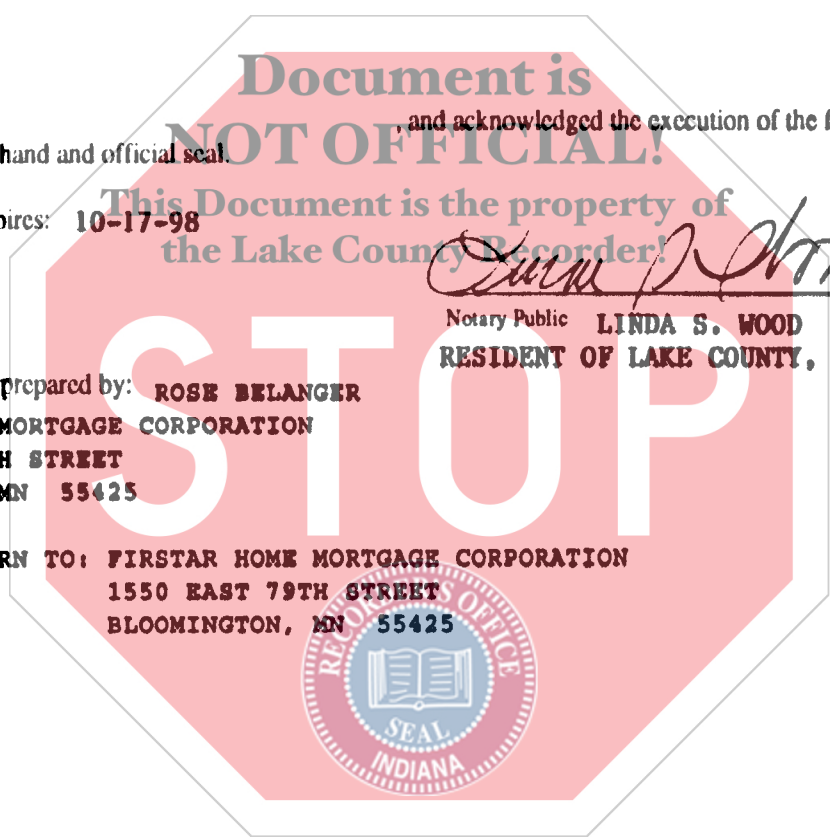 Document is
, and acknowledged the execution of the
NOT OFFICIAL!
hand and official seal.
This Document is the property of
pires: 10-17-98
the Lake County Recorder!
Notary Public LINDA S. WOOD
RESIDENT OF LAKE COUNTY,
STOP
prepared by: ROSE BELANGER
MORTGAGE CORPORATION
H STREET
MN 55425
RN TO: FIRSTAR HOME MORTGAGE CORPORATION
1550 EAST 79TH STREET
BLOOMINGTON, MN 55425
RECORDER'S OFFICE
SEAL
INDIANA